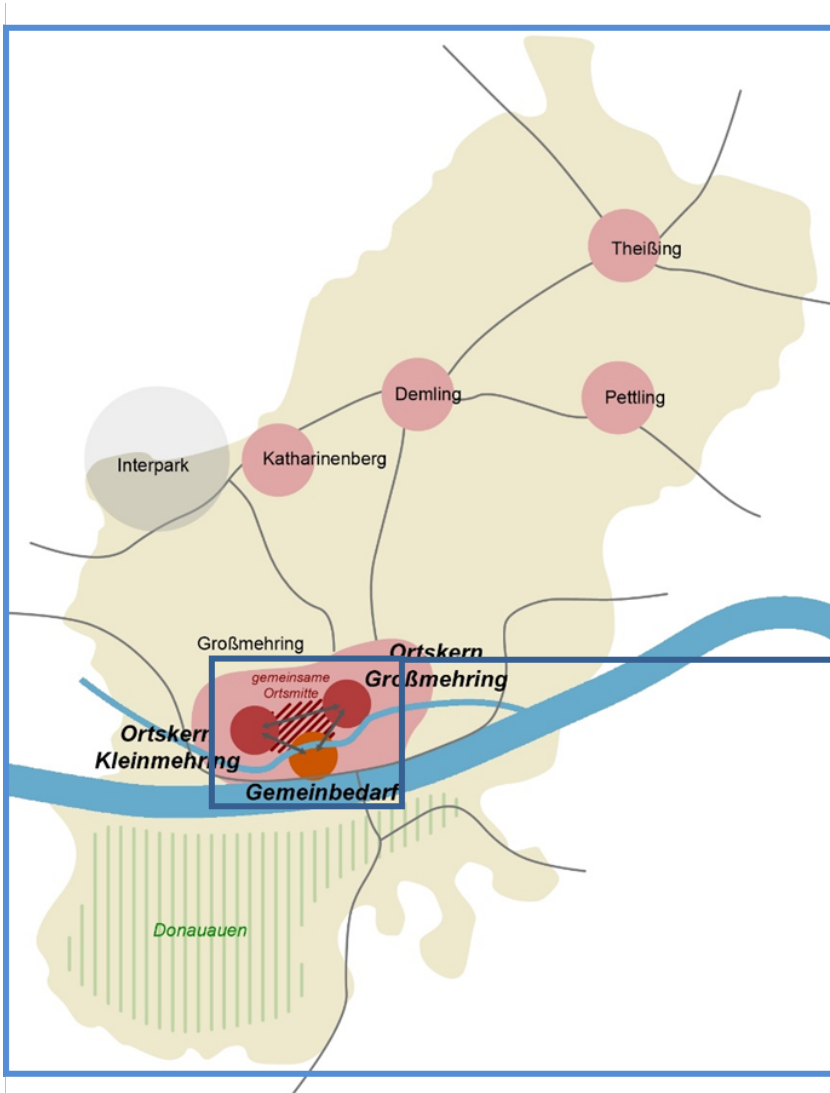 Theißing
Demling
Pettling
Katharinenberg
Interpark
Großmehring
Ortskern
Großmehring
gemeinsame
Ortsmitte
Ortskern
Kleinmehring
Gemeinbedarf
Donauauen